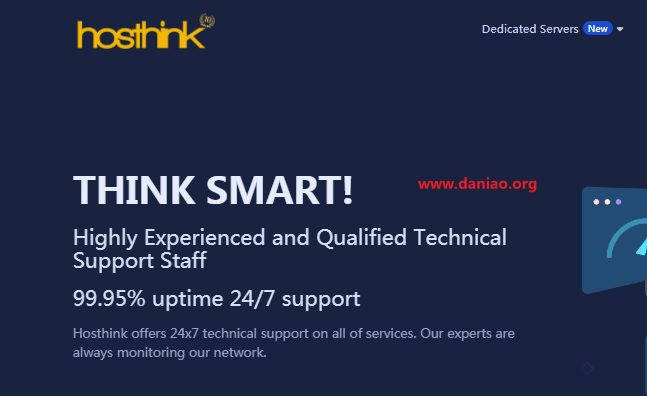 hosthink
10
Dedicated Servers New
THINK SMART!
www.daniao.org
Highly Experienced and Qualified Technical
Support Staff
99.95% uptime 24/7 support
Hosthink offers 24x7 technical support on all of services. Our experts are
always monitoring our network.